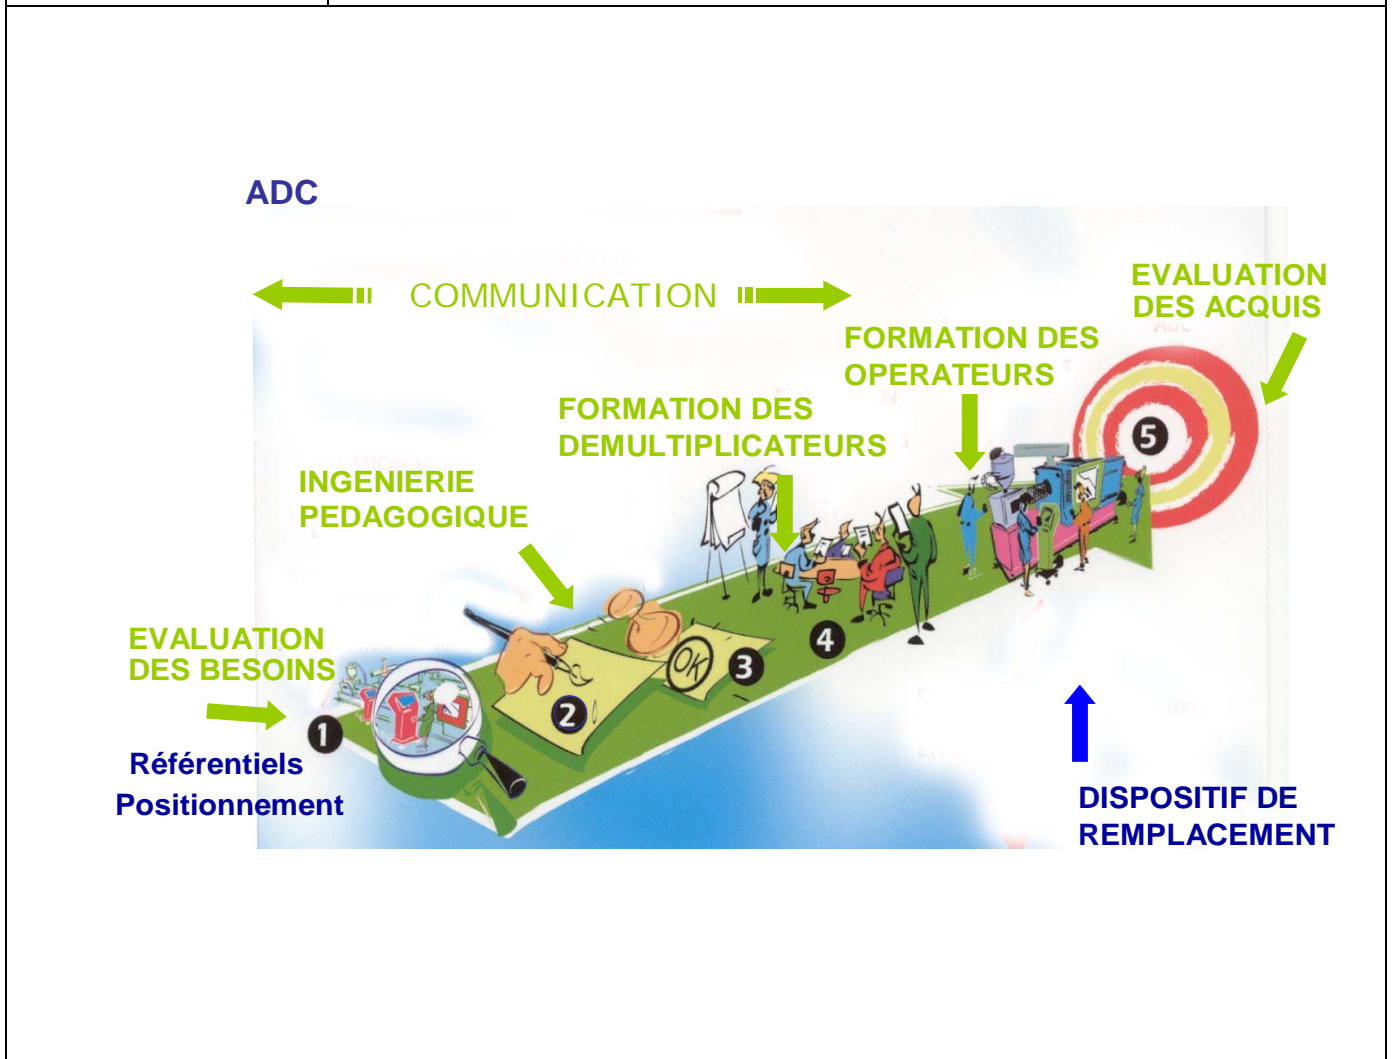 ADC
COMMUNICATION
EVALUATION
DES ACQUIS
FORMATION DES
OPERATEURS
FORMATION DES
DEMULTIPLICATEURS
INGENIERIE
PEDAGOGIQUE
EVALUATION
DES BESOINS
Référentiels
Positionnement
1
2
OK
3
4
5
DISPOSITIF DE
REMPLACEMENT